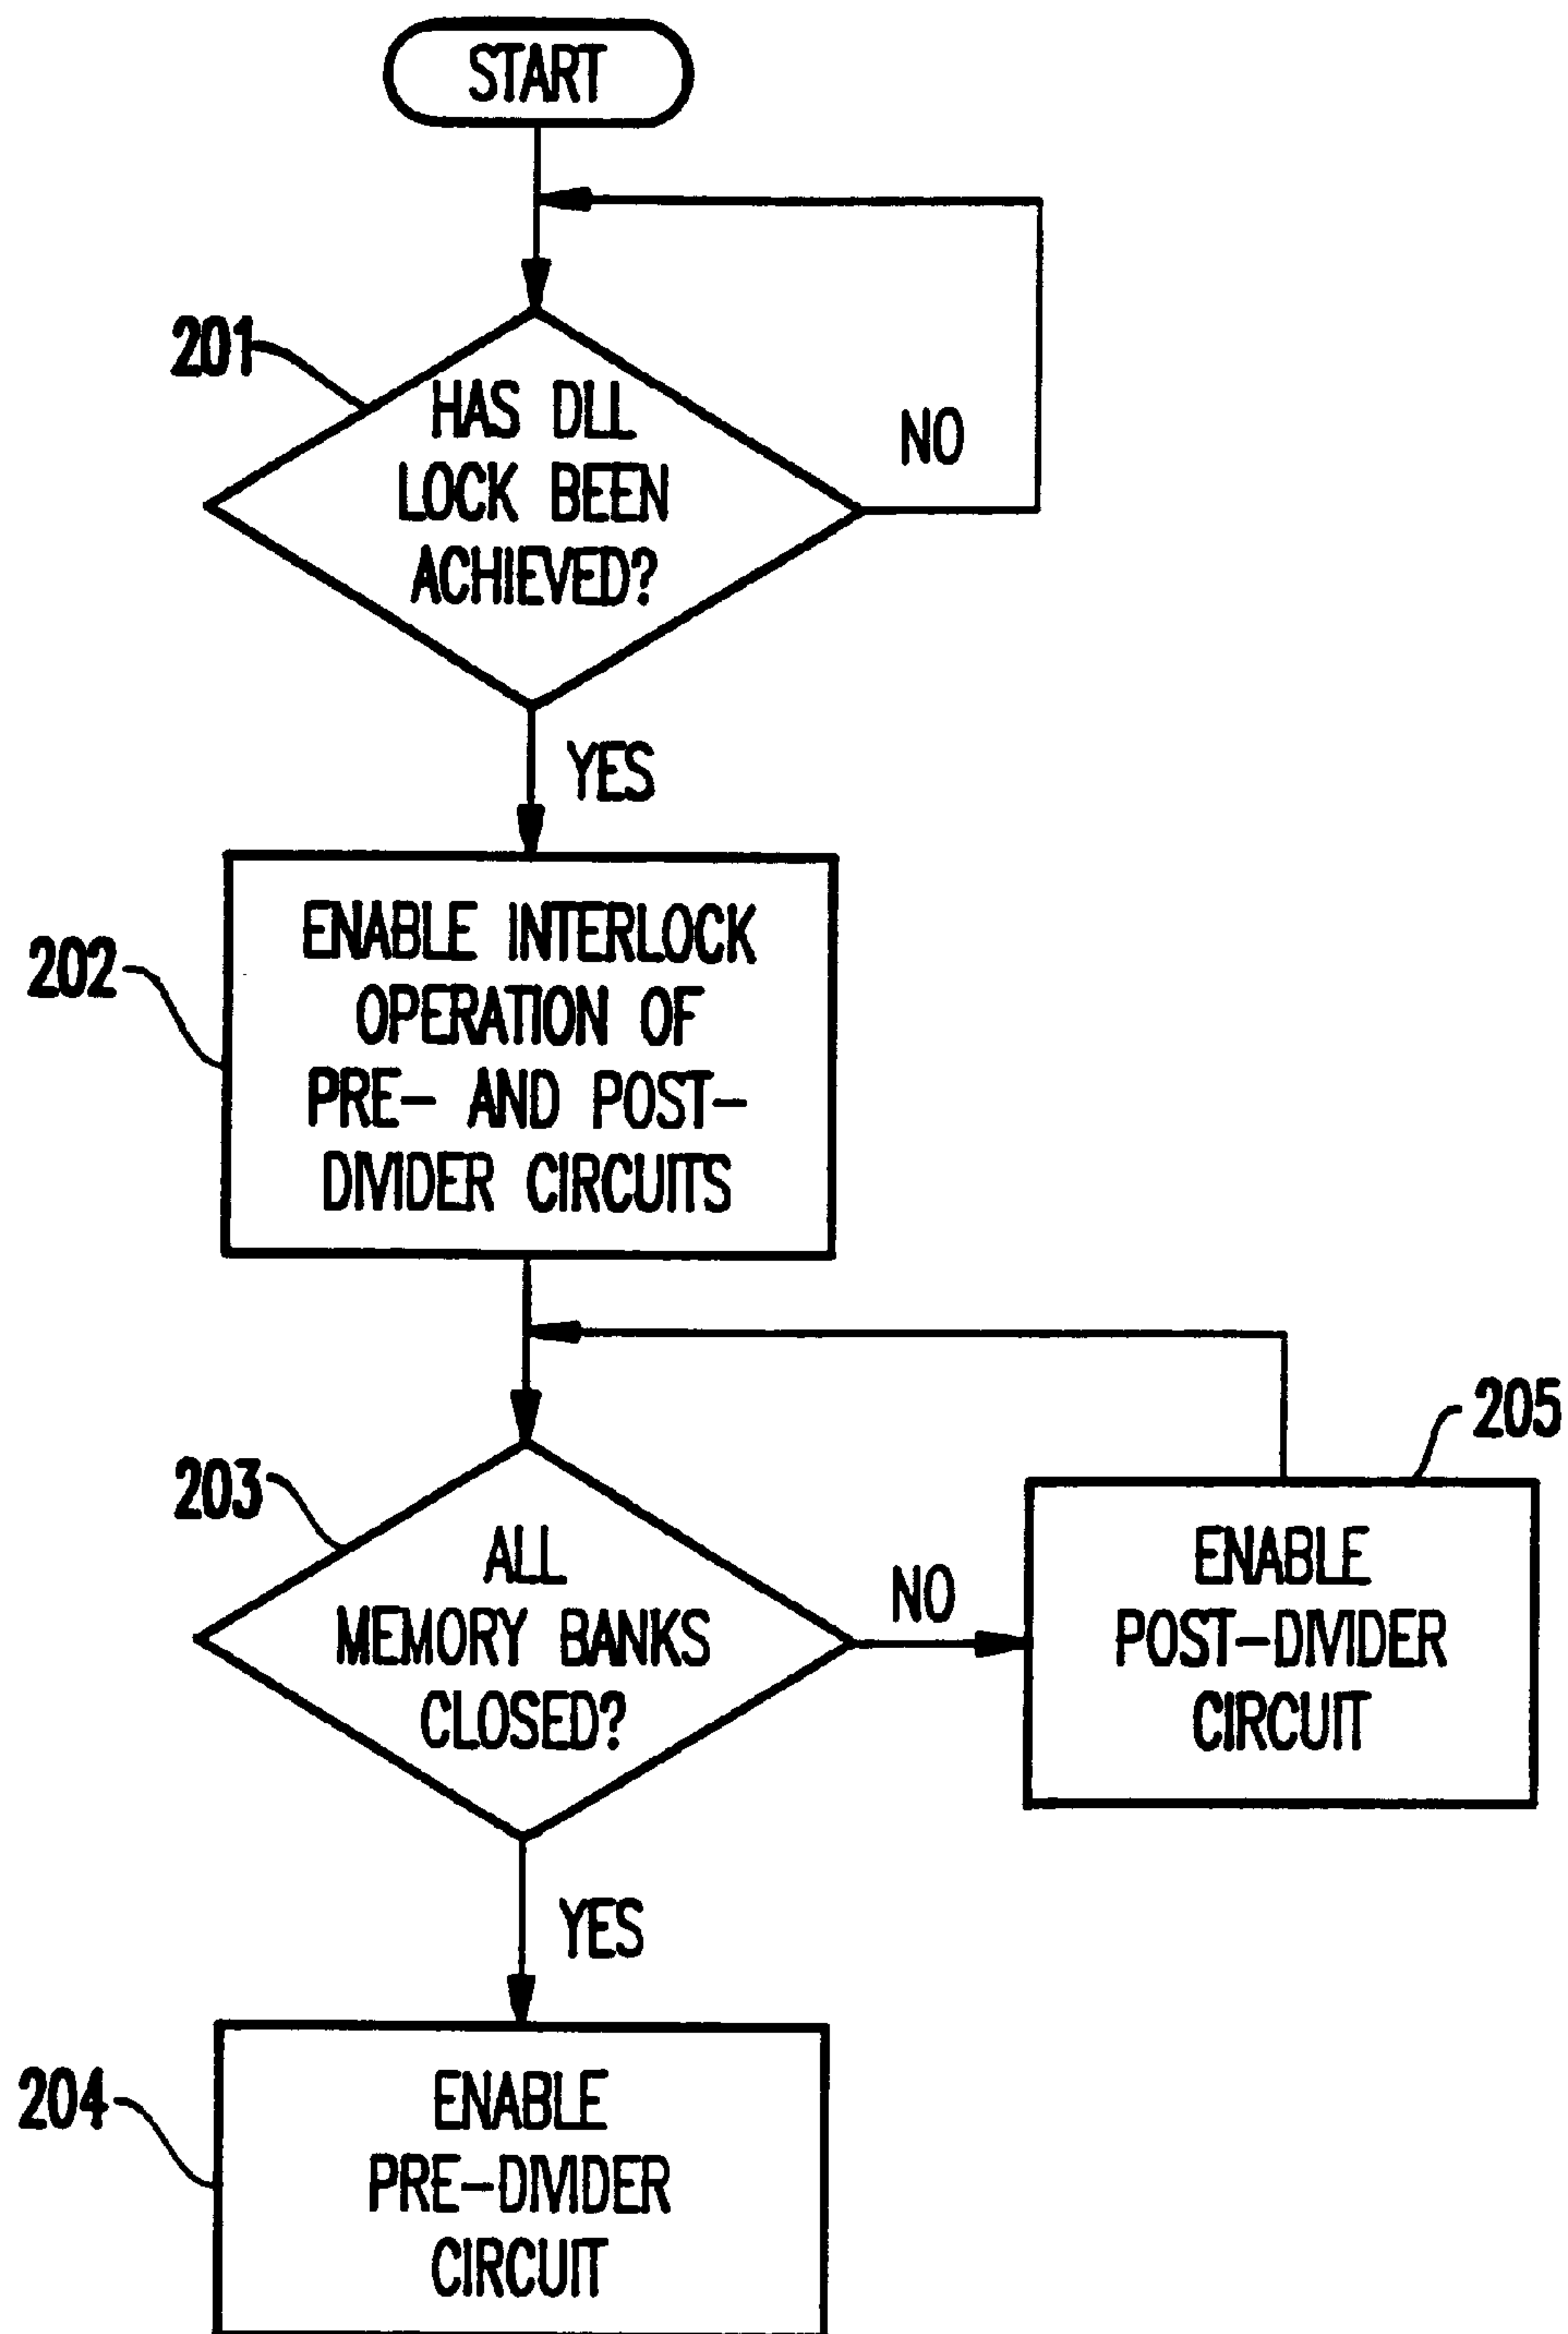 START
201
HAS DLL
LOCK BEEN
ACHIEVED?
NO
YES
202
ENABLE INTERLOCK
OPERATION OF
PRE- AND POST-
DIVIDER CIRCUITS
203
ALL
MEMORY BANKS
CLOSED?
NO
205
ENABLE
POST-DIVIDER
CIRCUIT
YES
204
ENABLE
PRE-DIVIDER
CIRCUIT